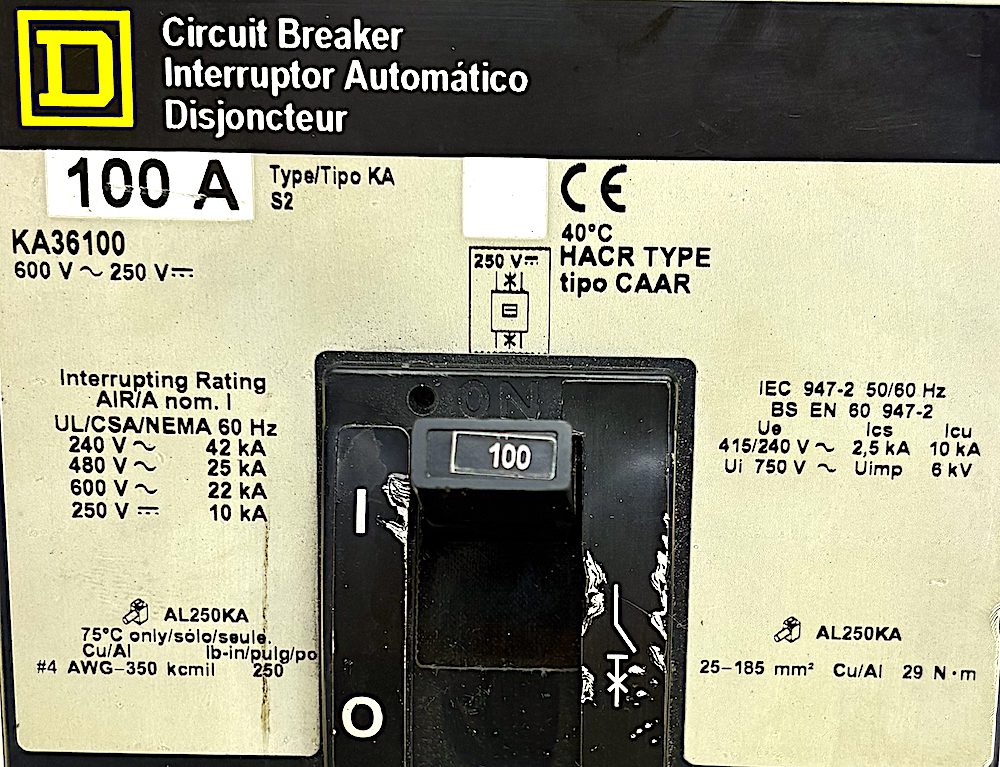 D
Circuit Breaker
Interruptor Automático
Disjoncteur
100 A
Type/Tipo KA
S2
KA36100
600 V ~ 250 V⎓
CE
40°C
HACR TYPE
tipo CAAR
250 V⎓
Interrupting Rating
AIR/A nom. I
UL/CSA/NEMA 60 Hz
240 V ~ 42 kA
480 V ~ 25 kA
600 V ~ 22 kA
250 V ⎓ 10 kA
AL250KA
75°C only/sólo/seule.
Cu/Al lb-in/pulg/po
#4 AWG-350 kcmil 250
ON
100
I
O
IEC 947-2 50/60 Hz
BS EN 60 947-2
Ue Ics Icu
415/240 V ~ 2,5 kA 10 kA
Ui 750 V ~ Uimp 6 kV
AL250KA
25-185 mm² Cu/Al 29 N·m